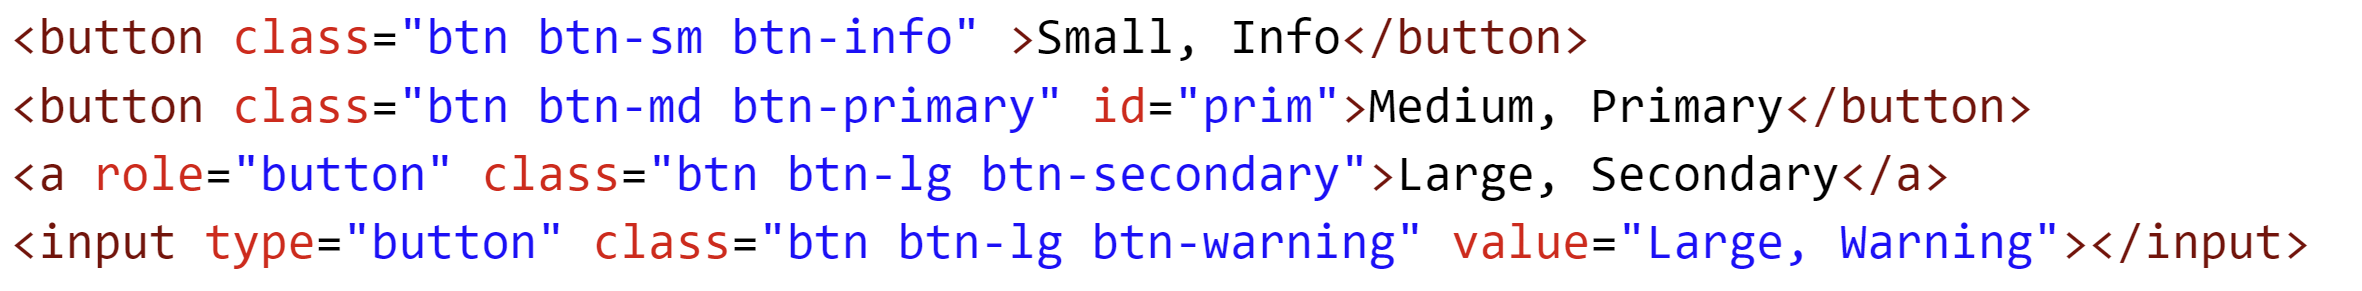 <button class="btn btn-sm btn-info" >Small, Info</button>
<button class="btn btn-md btn-primary" id="prim">Medium, Primary</button>
<a role="button" class="btn btn-lg btn-secondary">Large, Secondary</a>
<input type="button" class="btn btn-lg btn-warning" value="Large, Warning"></input>